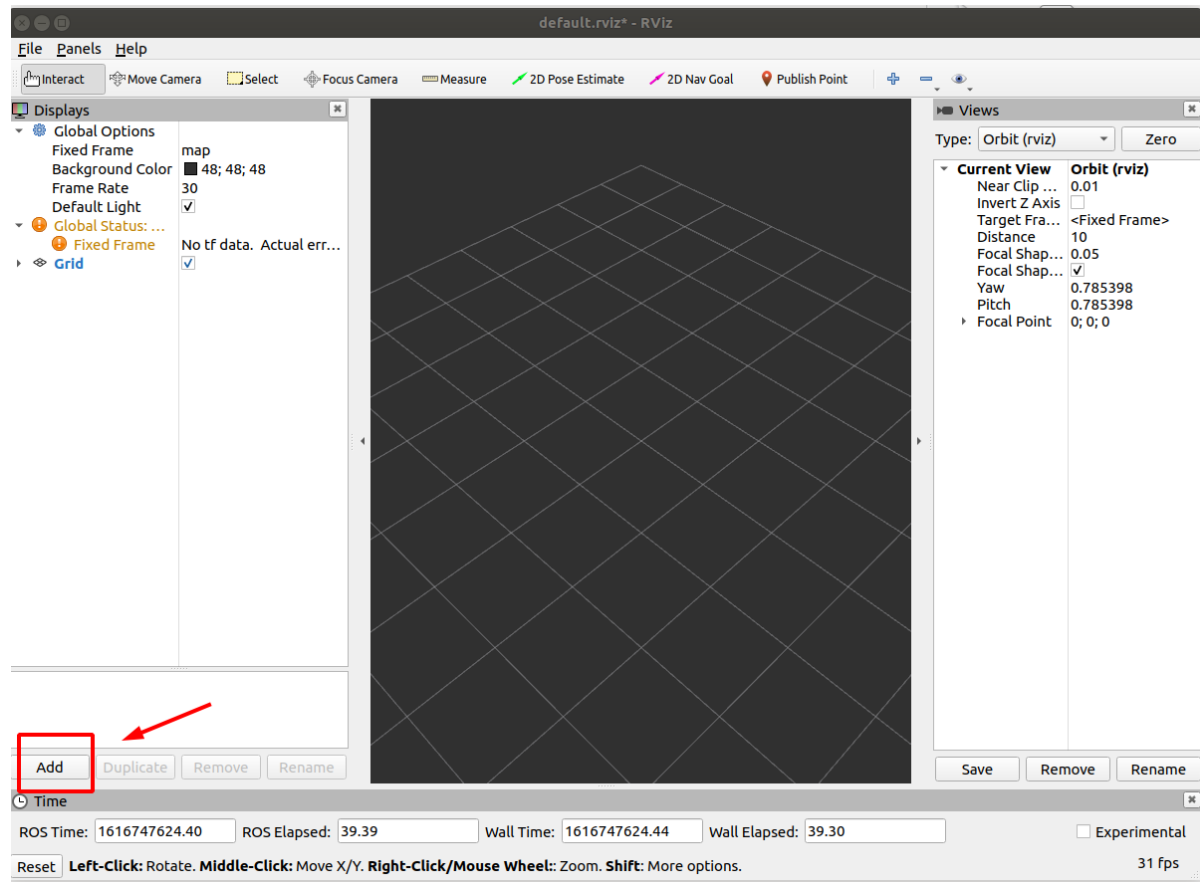 default.rviz* - RViz
File Panels Help
Interact Move Camera Select Focus Camera Measure 2D Pose Estimate 2D Nav Goal Publish Point
Displays
Global Options
Fixed Frame map
Background Color 48; 48; 48
Frame Rate 30
Default Light
Global Status: ...
Fixed Frame No tf data. Actual err...
Grid
Add Duplicate Remove Rename
Views
Type: Orbit (rviz) Zero
Current View Orbit (rviz)
Near Clip ... 0.01
Invert Z Axis
Target Fra... <Fixed Frame>
Distance 10
Focal Shap... 0.05
Focal Shap...
Yaw 0.785398
Pitch 0.785398
Focal Point 0; 0; 0
Save Remove Rename
Time
ROS Time: 1616747624.40 ROS Elapsed: 39.39 Wall Time: 1616747624.44 Wall Elapsed: 39.30 Experimental
Reset Left-Click: Rotate. Middle-Click: Move X/Y. Right-Click/Mouse Wheel:: Zoom. Shift: More options. 31 fps